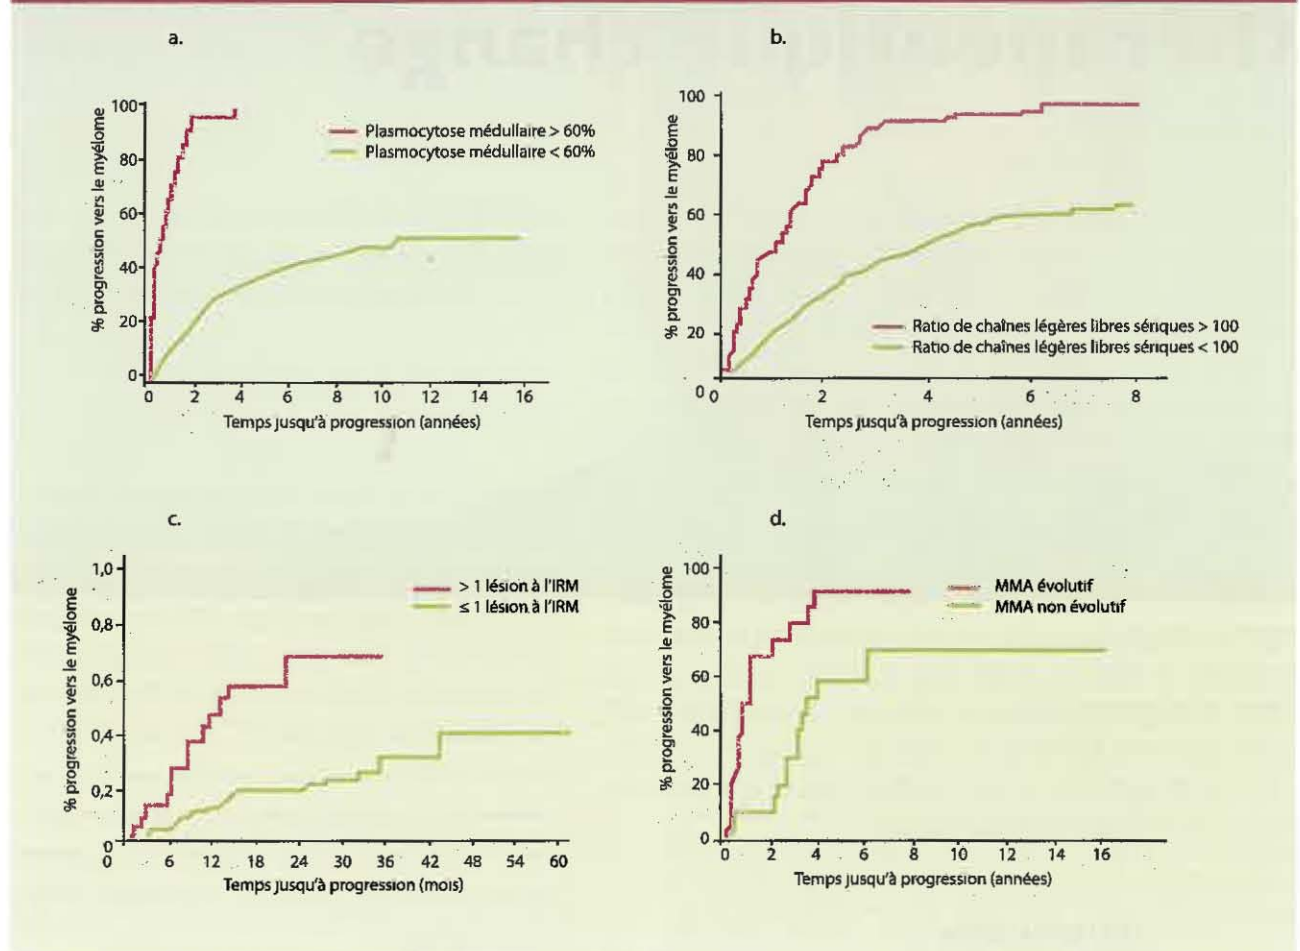 a.
% progression vers le myélome
100
80
60
40
20
0
Plasmocytose médullaire > 60%
Plasmocytose médullaire < 60%
0 2 4 6 8 10 12 14 16
Temps jusqu'à progression (années)
b.
% progression vers le myélome
100
80
60
40
20
0
Ratio de chaînes légères libres sériques > 100
Ratio de chaînes légères libres sériques < 100
0 2 4 6 8
Temps jusqu'à progression (années)
c.
% progression vers le myélome
1,0
0,8
0,6
0,4
0,2
0
> 1 lésion à l'IRM
≤ 1 lésion à l'IRM
0 6 12 18 24 30 36 42 48 54 60
Temps jusqu'à progression (mois)
d.
% progression vers le myélome
100
80
60
40
20
0
MMA évolutif
MMA non évolutif
0 2 4 6 8 10 12 14 16
Temps jusqu'à progression (années)